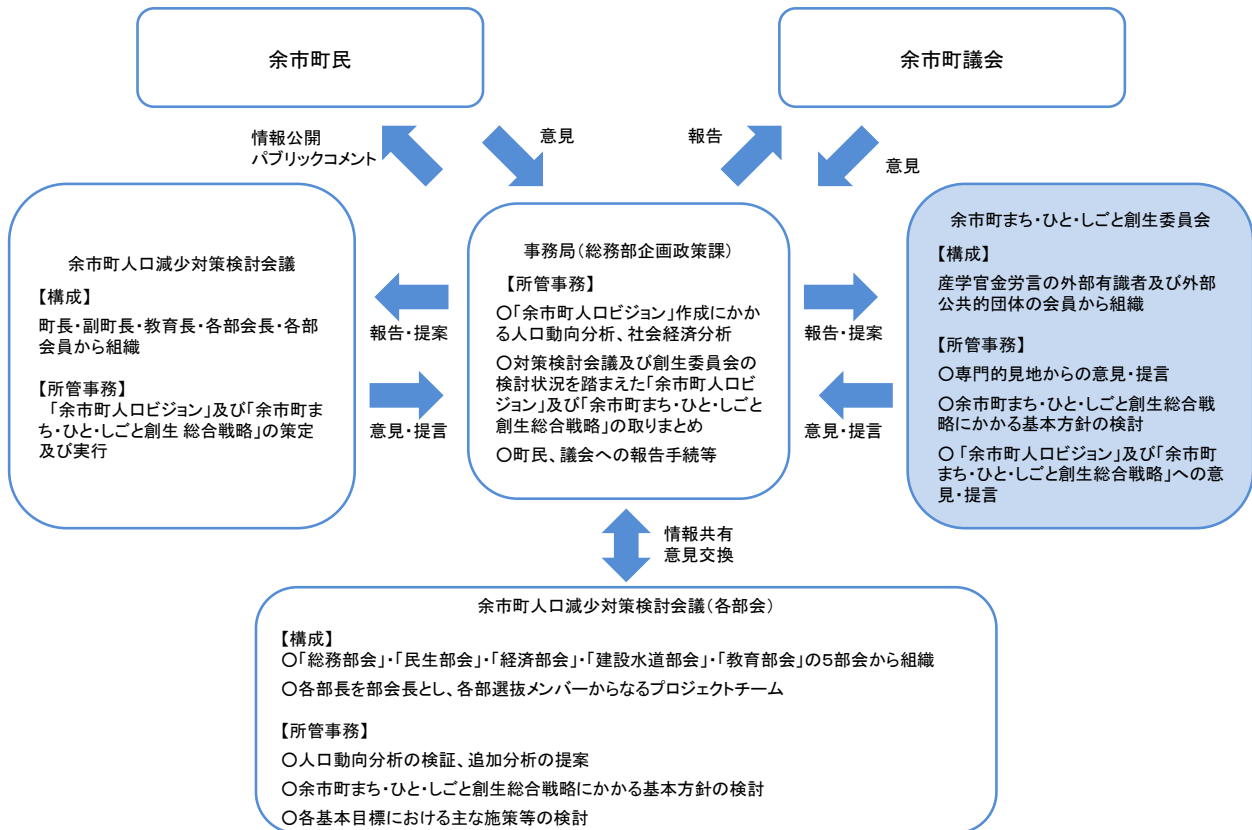 余市町民
余市町議会
情報公開
パブリックコメント
意見
報告
意見
余市町人口減少対策検討会議
【構成】
町長・副町長・教育長・各部会長・各部
会員から組織
【所管事務】
「余市町人口ビジョン」及び「余市町ま
ち・ひと・しごと創生 総合戦略」の策定
及び実行
報告・提案
意見・提言
事務局(総務部企画政策課)
【所管事務】
○「余市町人口ビジョン」作成にかか
る人口動向分析、社会経済分析
○対策検討会議及び創生委員会の
検討状況を踏まえた「余市町人口ビ
ジョン」及び「余市町まち・ひと・しごと
創生総合戦略」の取りまとめ
○町民、議会への報告手続等
報告・提案
意見・提言
余市町まち・ひと・しごと創生委員会
【構成】
産学官金労言の外部有識者及び外部
公共的団体の会員から組織
【所管事務】
○専門的見地からの意見・提言
○余市町まち・ひと・しごと創生総合戦
略にかかる基本方針の検討
○「余市町人口ビジョン」及び「余市町
まち・ひと・しごと創生総合戦略」への意
見・提言
情報共有
意見交換
余市町人口減少対策検討会議(各部会)
【構成】
○「総務部会」・「民生部会」・「経済部会」・「建設水道部会」・「教育部会」の5部会から組織
○各部長を部会長とし、各部選抜メンバーからなるプロジェクトチーム
【所管事務】
○人口動向分析の検証、追加分析の提案
○余市町まち・ひと・しごと創生総合戦略にかかる基本方針の検討
○各基本目標における主な施策等の検討